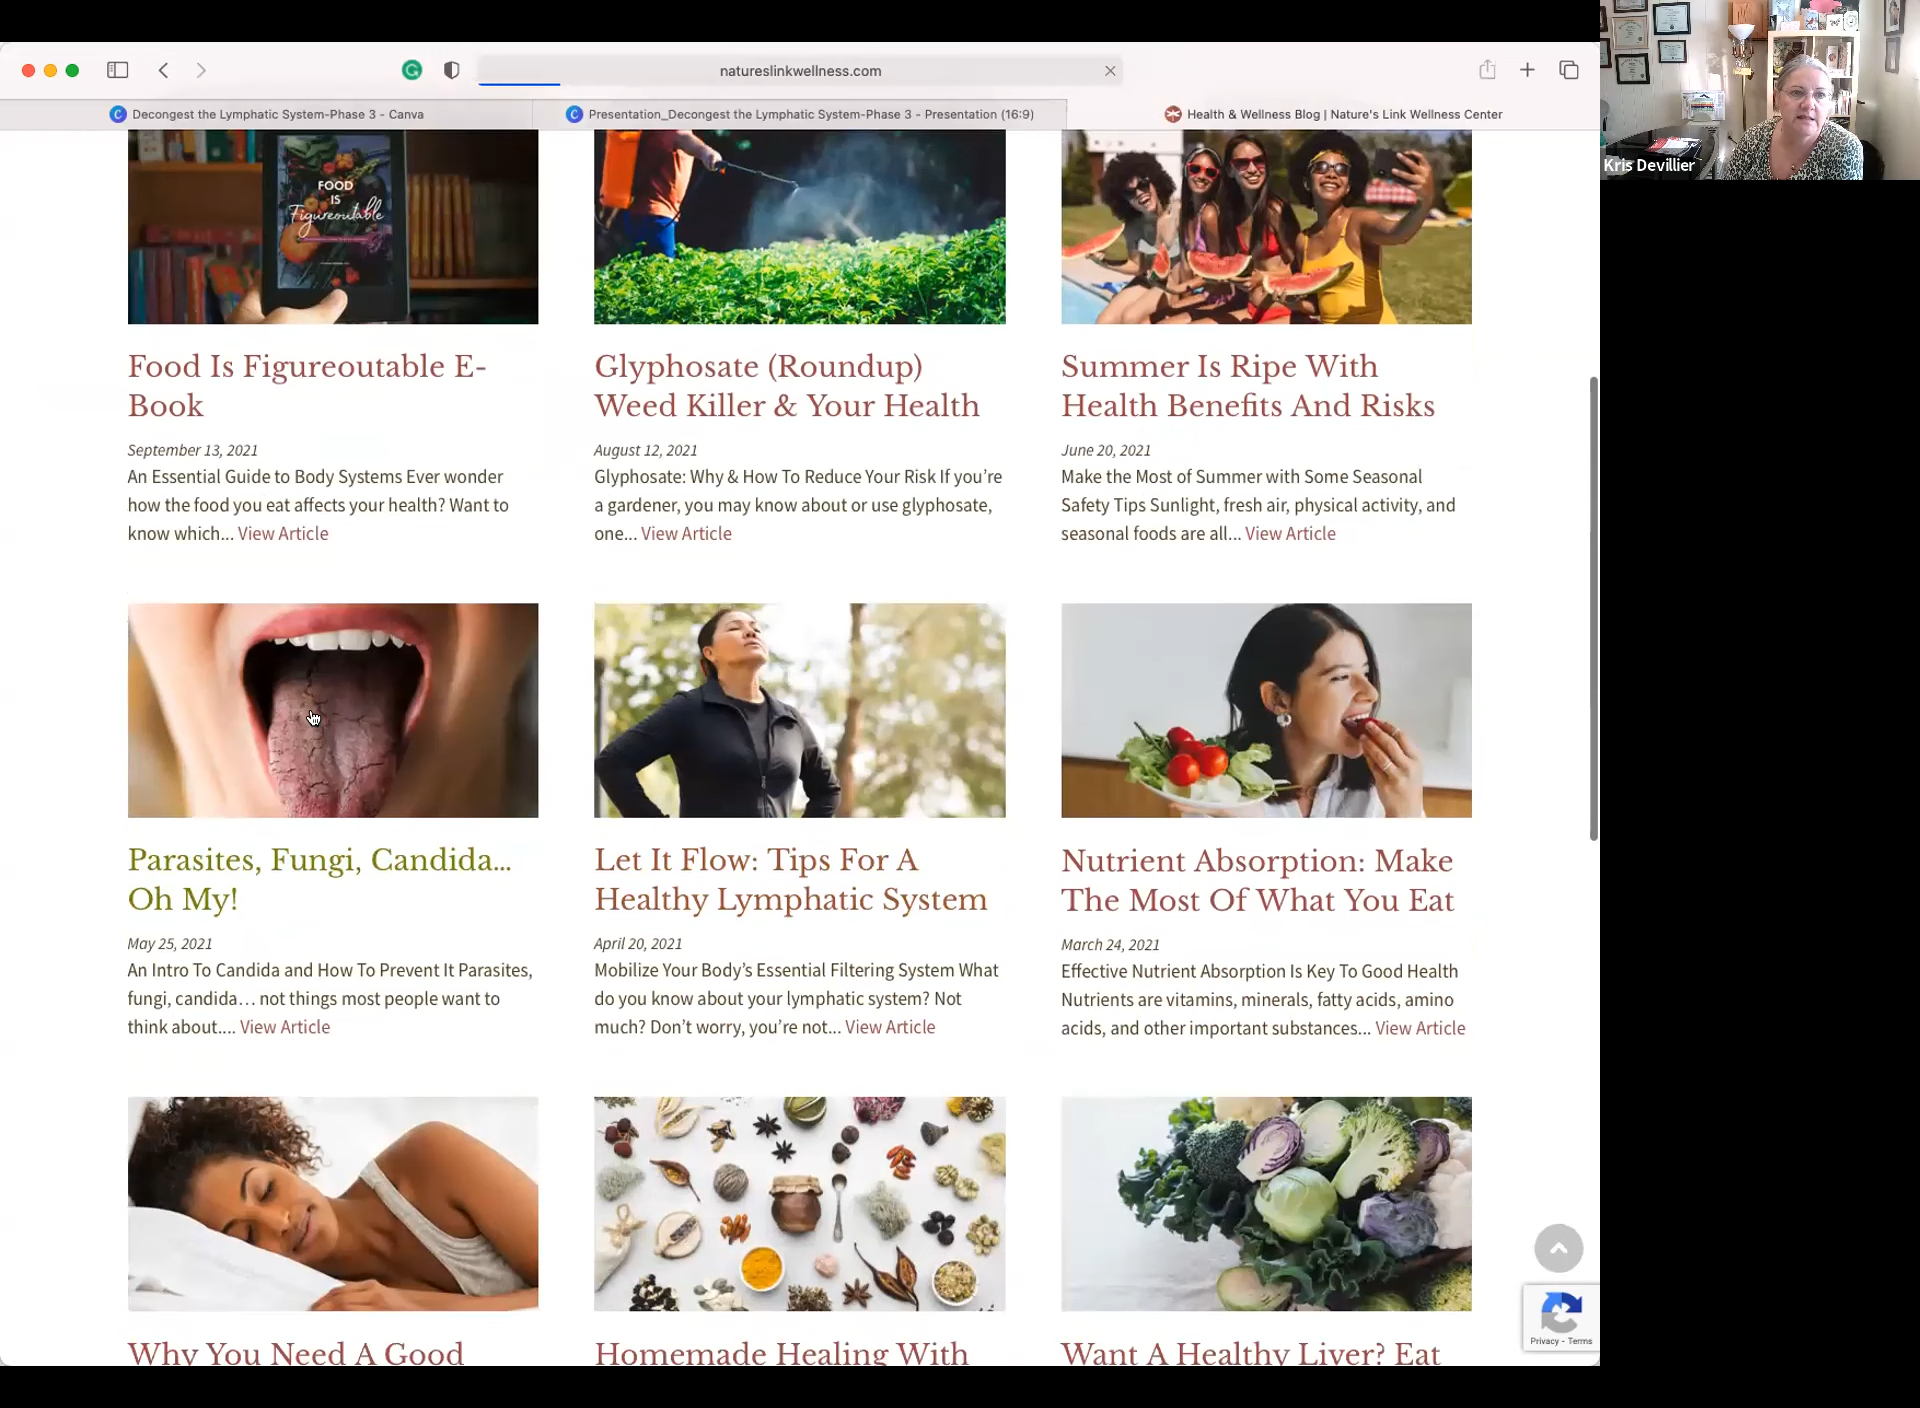 natureslinkwellness.com
Decongest the Lymphatic System-Phase 3 - Canva
Presentation_Decongest the Lymphatic System-Phase 3 - Presentation (16:9)
Health & Wellness Blog | Nature's Link Wellness Center
Kris Devillier
FOOD
IS
Figureoutable
Food Is Figureoutable E-
Book
September 13, 2021
An Essential Guide to Body Systems Ever wonder
how the food you eat affects your health? Want to
know which... View Article
Glyphosate (Roundup)
Weed Killer & Your Health
August 12, 2021
Glyphosate: Why & How To Reduce Your Risk If you’re
a gardener, you may know about or use glyphosate,
one... View Article
Summer Is Ripe With
Health Benefits And Risks
June 20, 2021
Make the Most of Summer with Some Seasonal
Safety Tips Sunlight, fresh air, physical activity, and
seasonal foods are all... View Article
Parasites, Fungi, Candida…
Oh My!
May 25, 2021
An Intro To Candida and How To Prevent It Parasites,
fungi, candida… not things most people want to
think about.... View Article
Let It Flow: Tips For A
Healthy Lymphatic System
April 20, 2021
Mobilize Your Body’s Essential Filtering System What
do you know about your lymphatic system? Not
much? Don’t worry, you’re not... View Article
Nutrient Absorption: Make
The Most Of What You Eat
March 24, 2021
Effective Nutrient Absorption Is Key To Good Health
Nutrients are vitamins, minerals, fatty acids, amino
acids, and other important substances... View Article
Why You Need A Good
Homemade Healing With
Want A Healthy Liver? Eat
Privacy - Terms